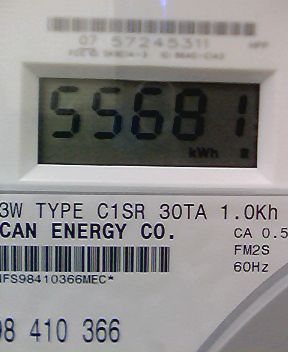 07 57245311
55681
kWh
3W TYPE C1SR 30TA 1.0Kh
CAN ENERGY CO. CA 0.5
FM2S
60Hz
NFS98410366MEC*
98 410 366